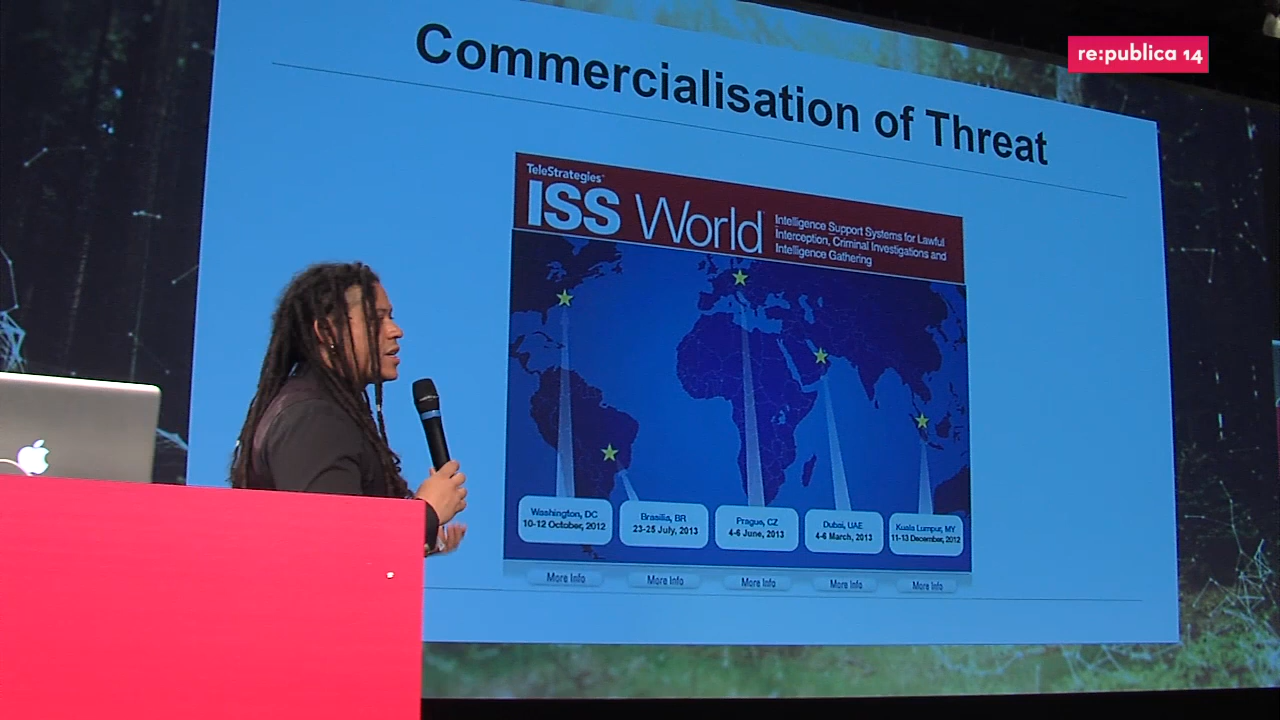 re:publica 14
Commercialisation of Threat
TeleStrategies
ISS World
Intelligence Support Systems for Lawful
Interception, Criminal Investigations and
Intelligence Gathering
Washington, DC
10-12 October, 2012
Brasilia, BR
23-25 July, 2013
Prague, CZ
4-6 June, 2013
Dubai, UAE
4-6 March, 2013
Kuala Lumpur, MY
11-13 December, 2012
More Info
More Info
More Info
More Info
More Info